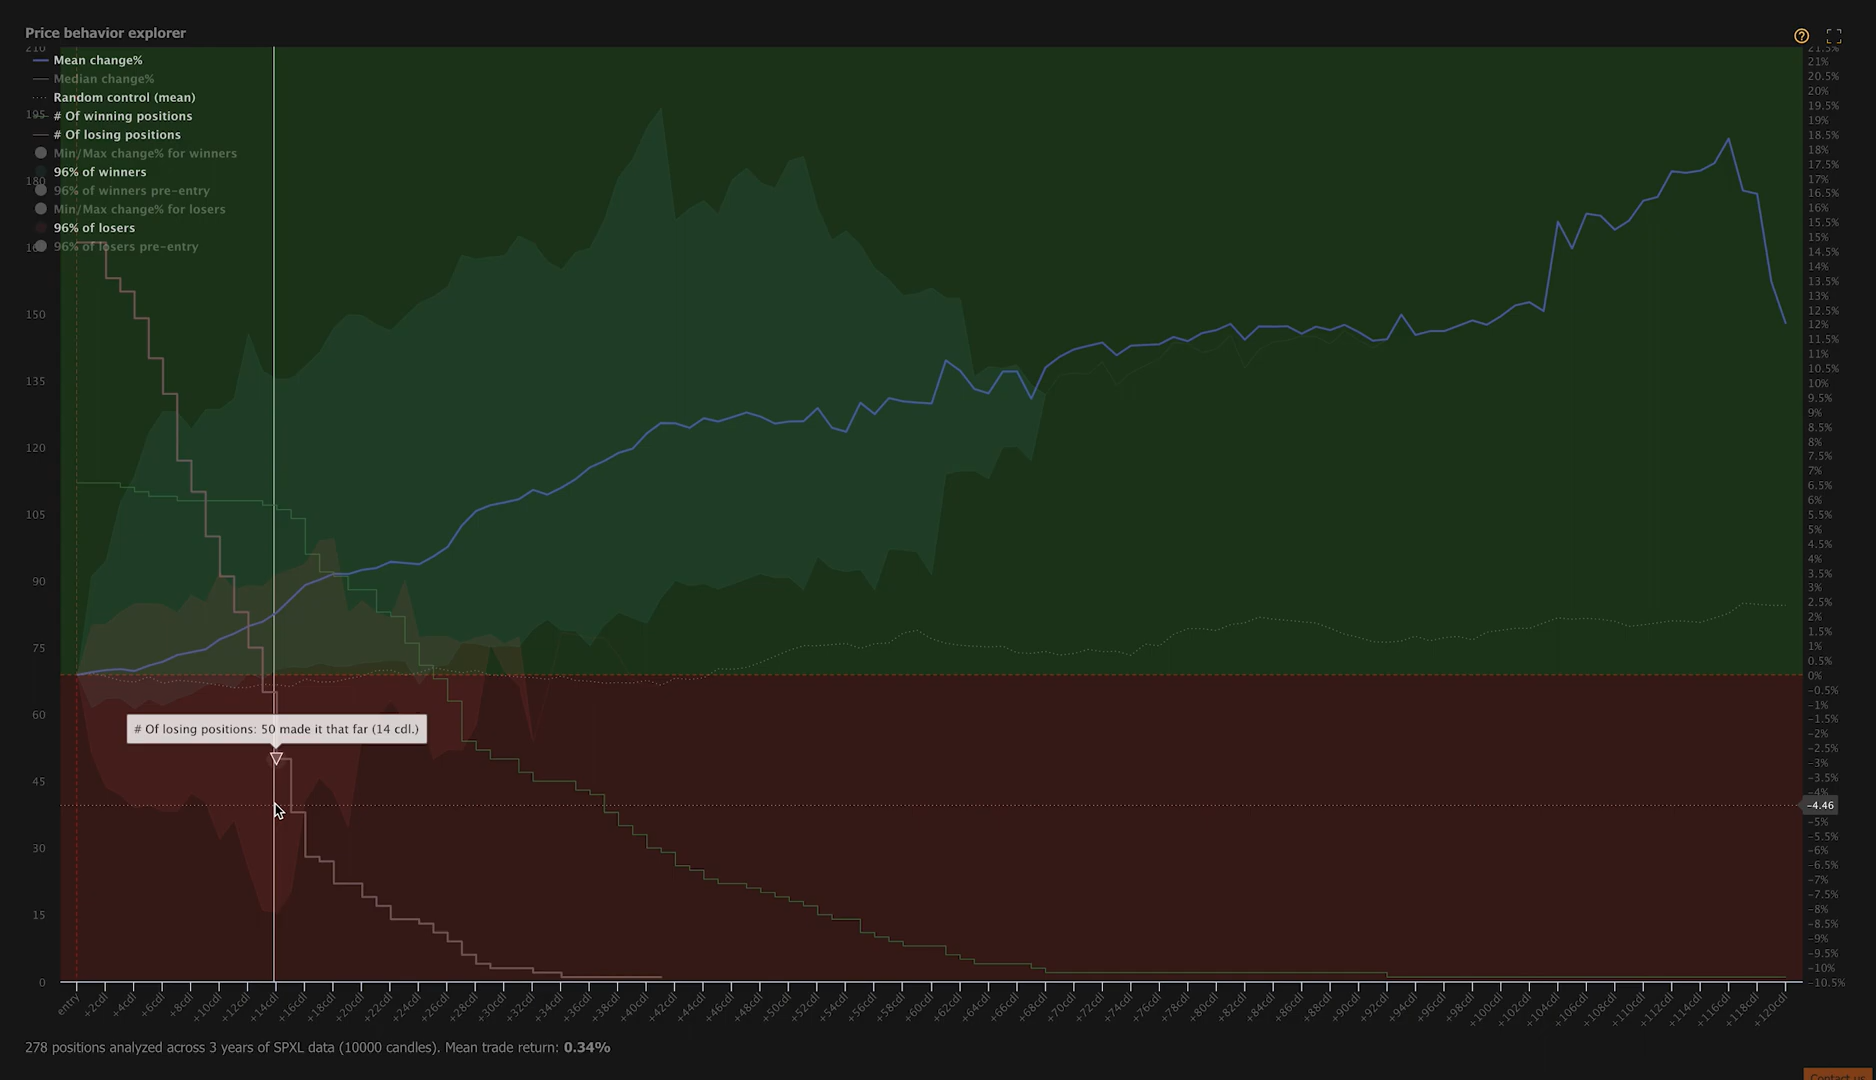 Price behavior explorer
?
210
Mean change%
Median change%
Random control (mean)
195
# Of winning positions
# Of losing positions
Min/Max change% for winners
96% of winners
180
96% of winners pre-entry
Min/Max change% for losers
96% of losers
96% of losers pre-entry
150
135
120
105
90
75
60
45
30
15
0
21.5%
21%
20.5%
20%
19.5%
19%
18.5%
18%
17.5%
17%
16.5%
16%
15.5%
15%
14.5%
14%
13.5%
13%
12.5%
12%
11.5%
11%
10.5%
10%
9.5%
9%
8.5%
8%
7.5%
7%
6.5%
6%
5.5%
5%
4.5%
4%
3.5%
3%
2.5%
2%
1.5%
1%
0.5%
0%
-0.5%
-1%
-1.5%
-2%
-2.5%
-3%
-3.5%
-4%
-4.46
-5%
-5.5%
-6%
-6.5%
-7%
-7.5%
-8%
-8.5%
-9%
-9.5%
-10%
-10.5%
# Of losing positions: 50 made it that far (14 cdl.)
entry
+2cdl
+4cdl
+6cdl
+8cdl
+10cdl
+12cdl
+14cdl
+16cdl
+18cdl
+20cdl
+22cdl
+24cdl
+26cdl
+28cdl
+30cdl
+32cdl
+34cdl
+36cdl
+38cdl
+40cdl
+42cdl
+44cdl
+46cdl
+48cdl
+50cdl
+52cdl
+54cdl
+56cdl
+58cdl
+60cdl
+62cdl
+64cdl
+66cdl
+68cdl
+70cdl
+72cdl
+74cdl
+76cdl
+78cdl
+80cdl
+82cdl
+84cdl
+86cdl
+88cdl
+90cdl
+92cdl
+94cdl
+96cdl
+98cdl
+100cdl
+102cdl
+104cdl
+106cdl
+108cdl
+110cdl
+112cdl
+114cdl
+116cdl
+118cdl
+120cdl
278 positions analyzed across 3 years of SPXL data (10000 candles). Mean trade return: 0.34%
Contact us